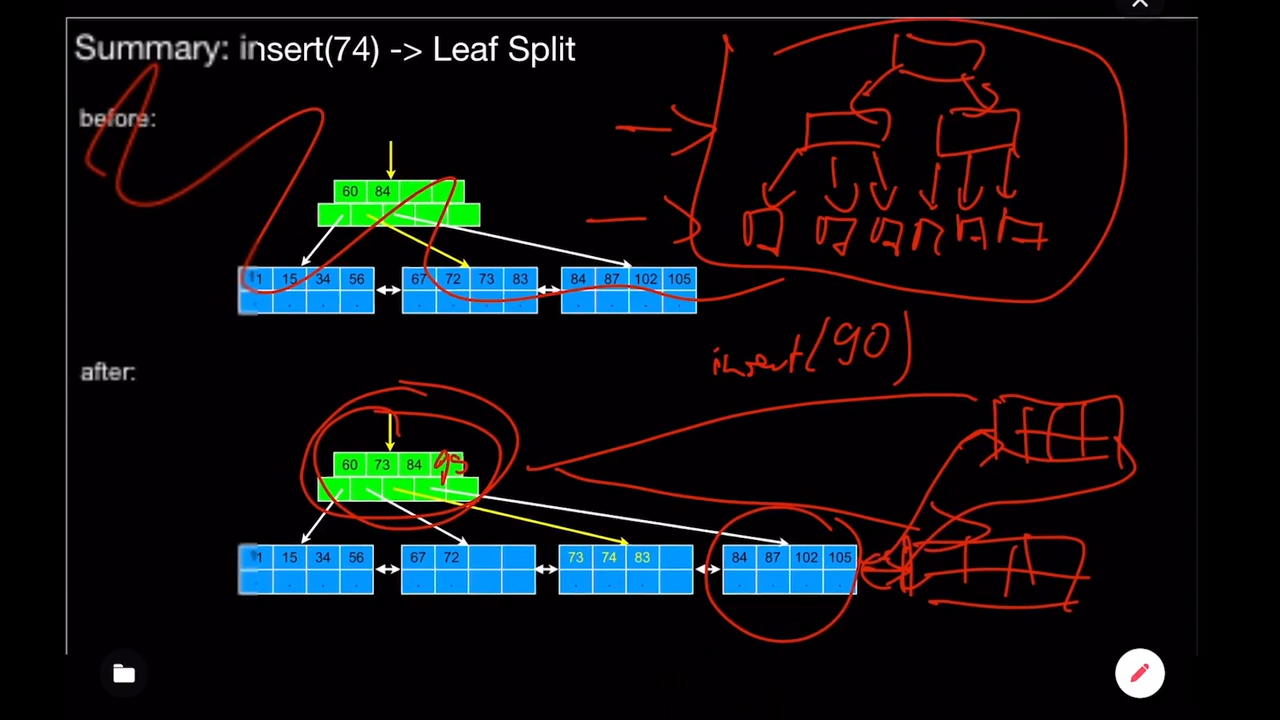 Summary: insert(74) -> Leaf Split
before:
60 84
1 15 34 56 67 72 73 83 84 87 102 105
insert(90)
after:
60 73 84
1 15 34 56 67 72 73 74 83 84 87 102 105